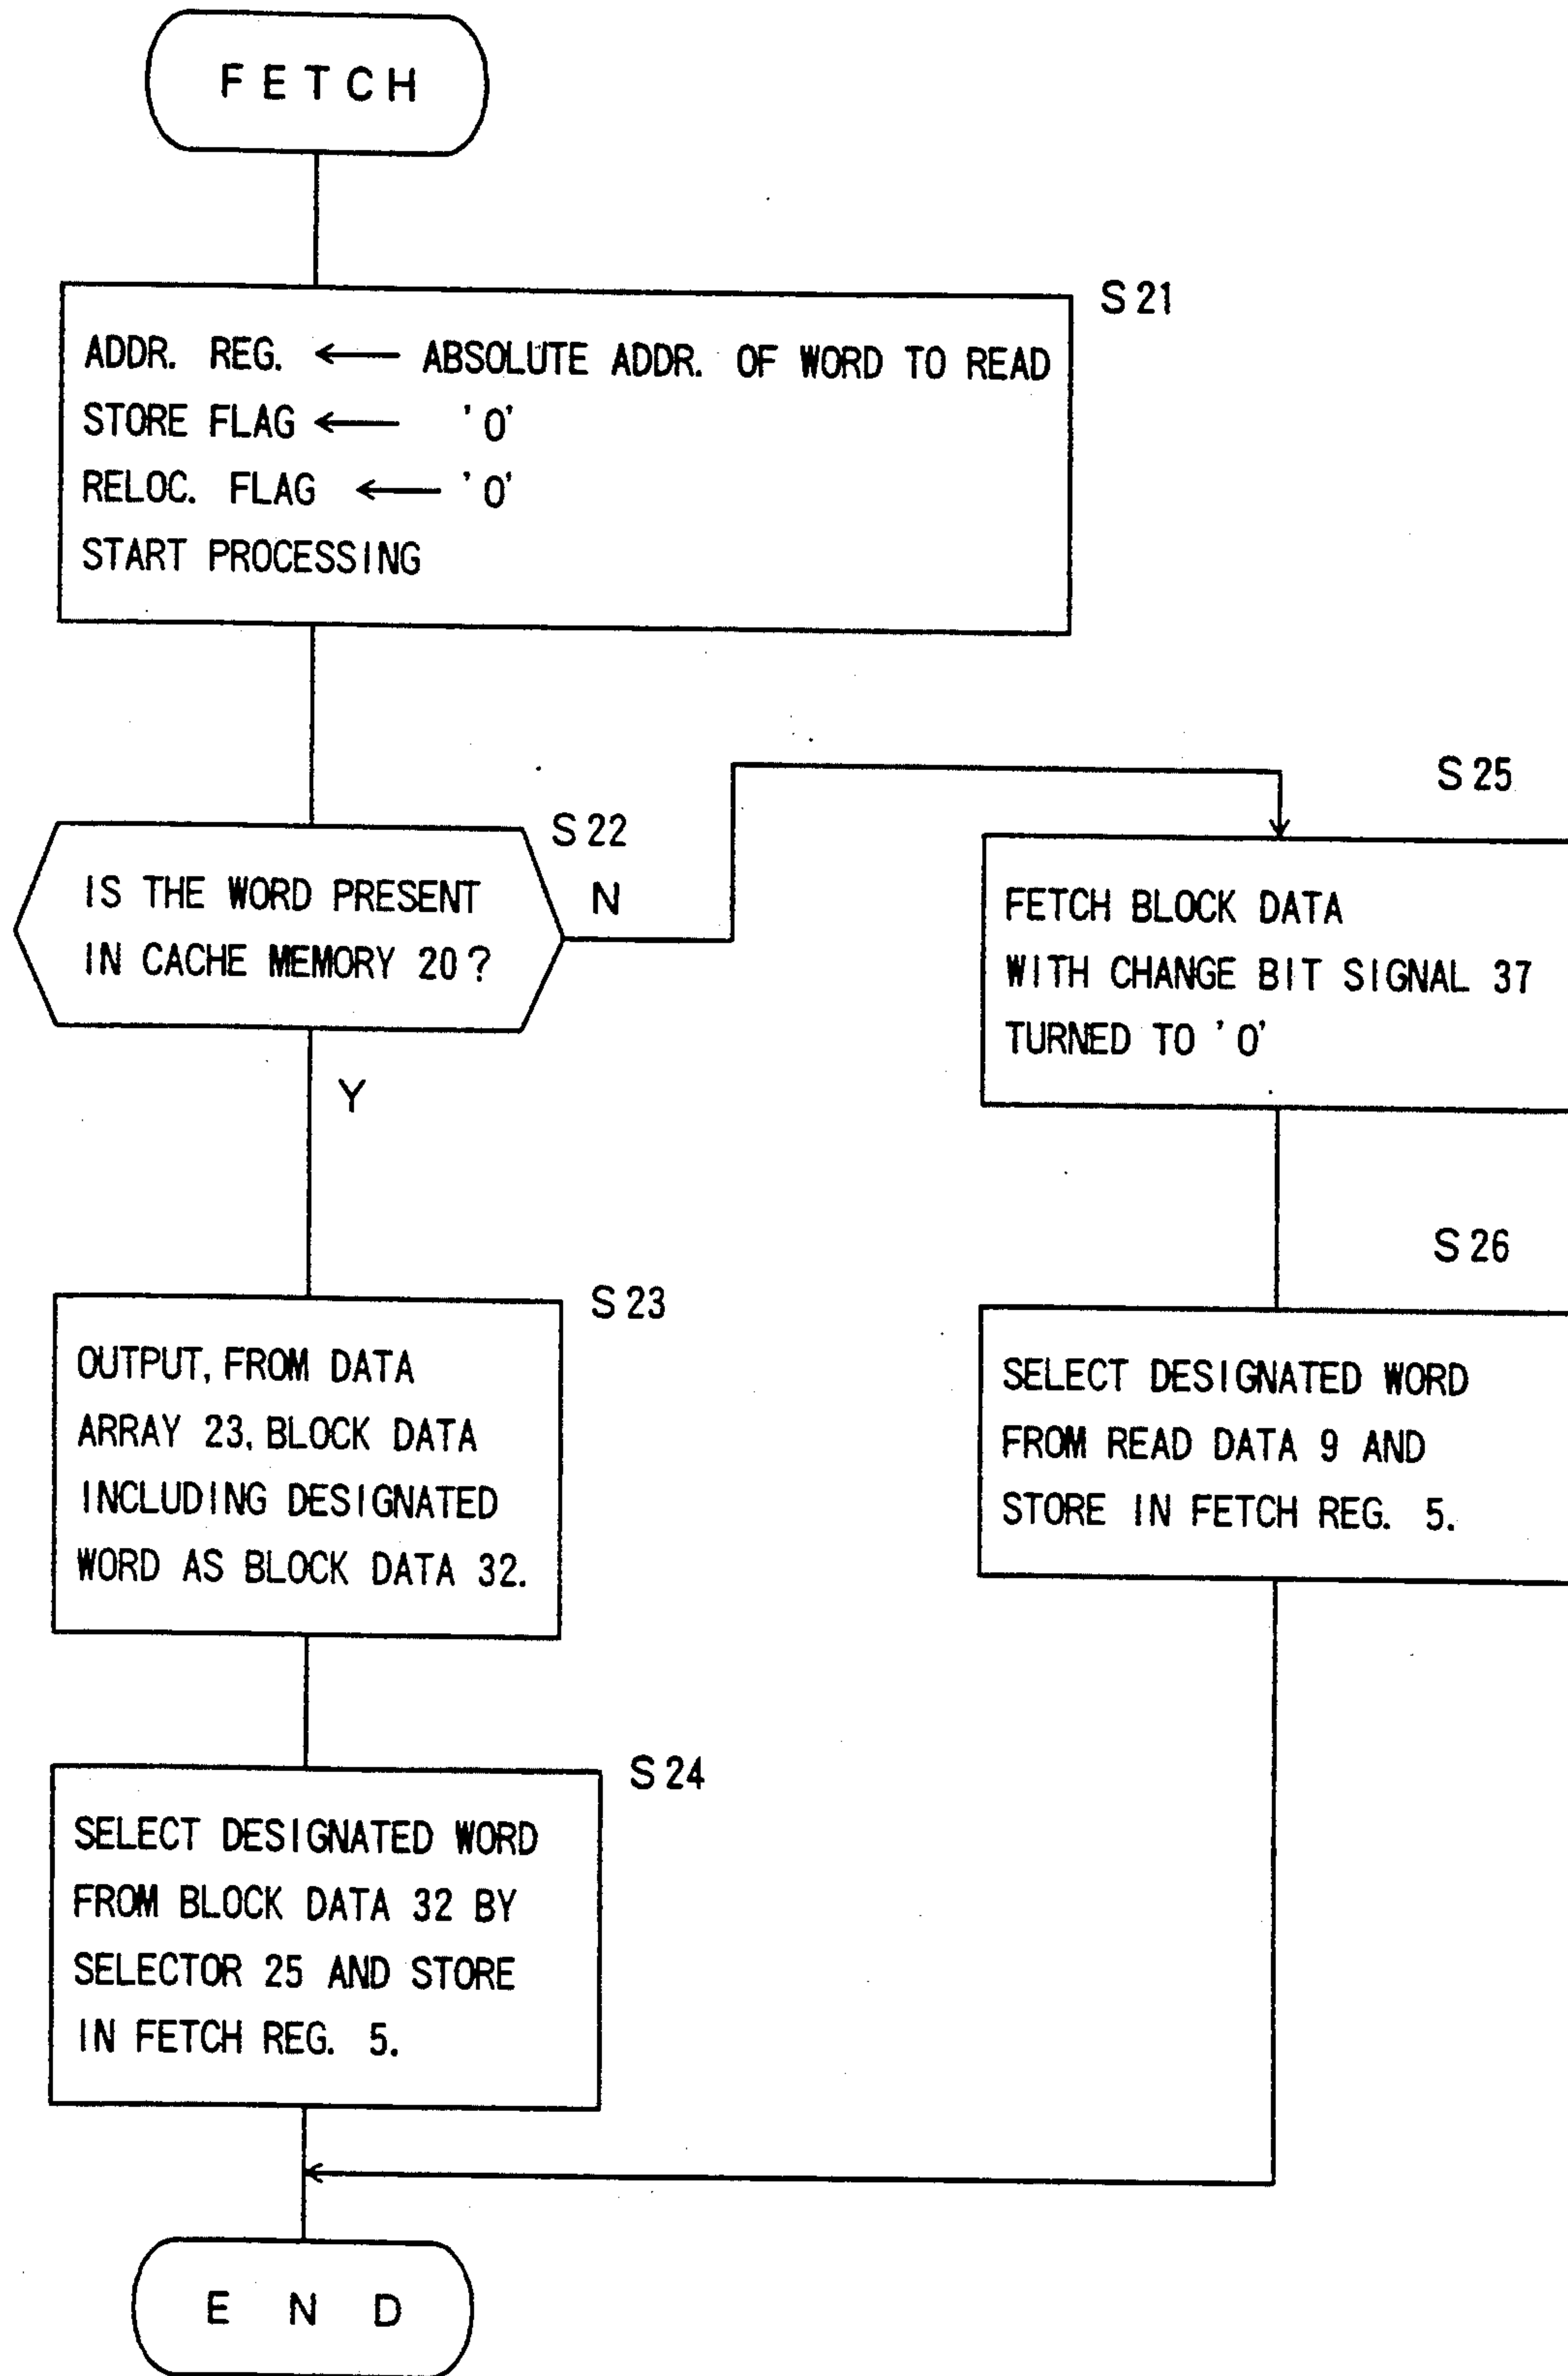 FETCH
S21
ADDR. REG. ← ABSOLUTE ADDR. OF WORD TO READ
STORE FLAG ← '0'
RELOC. FLAG ← '0'
START PROCESSING
S22
IS THE WORD PRESENT
IN CACHE MEMORY 20?
N
Y
S25
FETCH BLOCK DATA
WITH CHANGE BIT SIGNAL 37
TURNED TO '0'
S23
OUTPUT, FROM DATA
ARRAY 23, BLOCK DATA
INCLUDING DESIGNATED
WORD AS BLOCK DATA 32.
S26
SELECT DESIGNATED WORD
FROM READ DATA 9 AND
STORE IN FETCH REG. 5.
S24
SELECT DESIGNATED WORD
FROM BLOCK DATA 32 BY
SELECTOR 25 AND STORE
IN FETCH REG. 5.
END